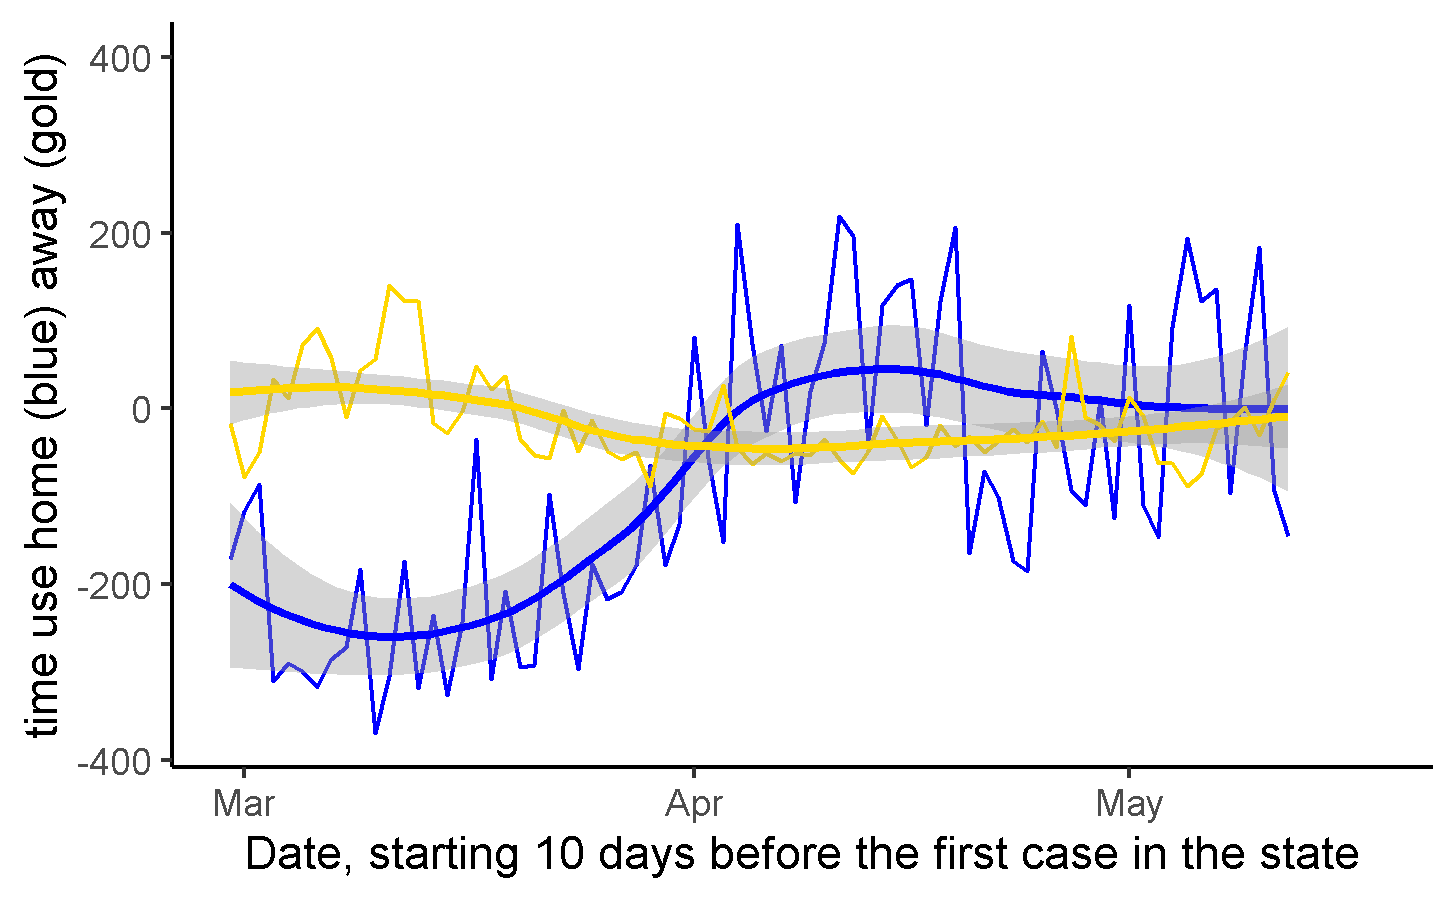 time use home (blue) away (gold)
400
200
0
-200
-400
Mar Apr May
Date, starting 10 days before the first case in the state